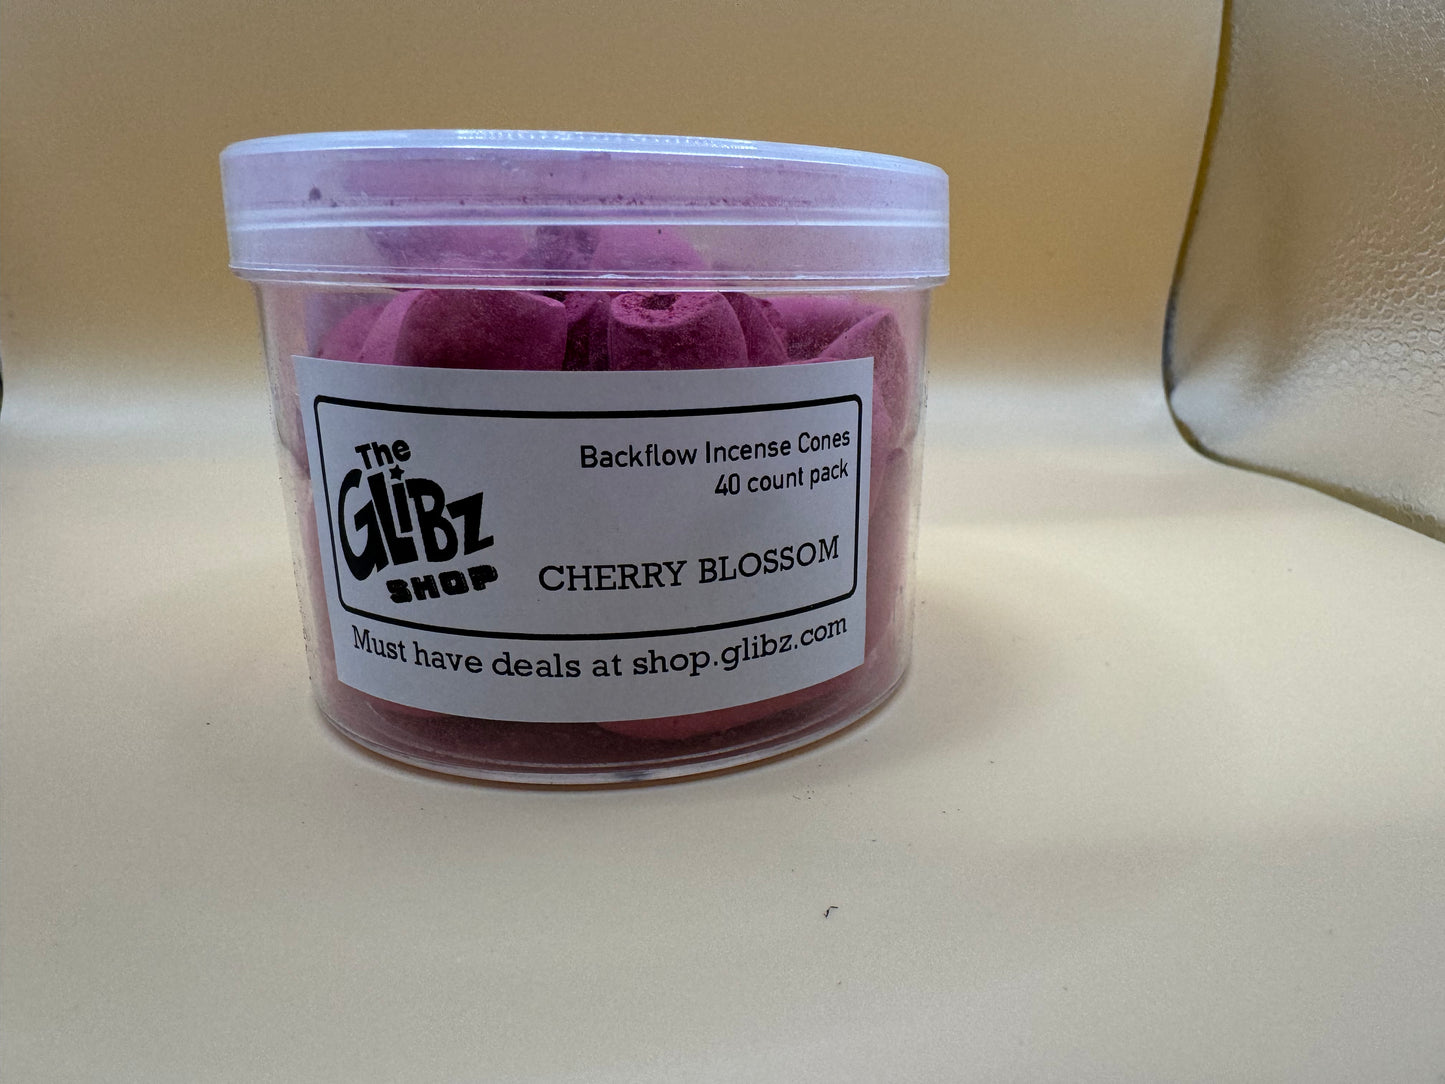 The
GLiBZ
SHOP
Backflow Incense Cones
40 count pack
CHERRY BLOSSOM
Must have deals at shop.glibz.com